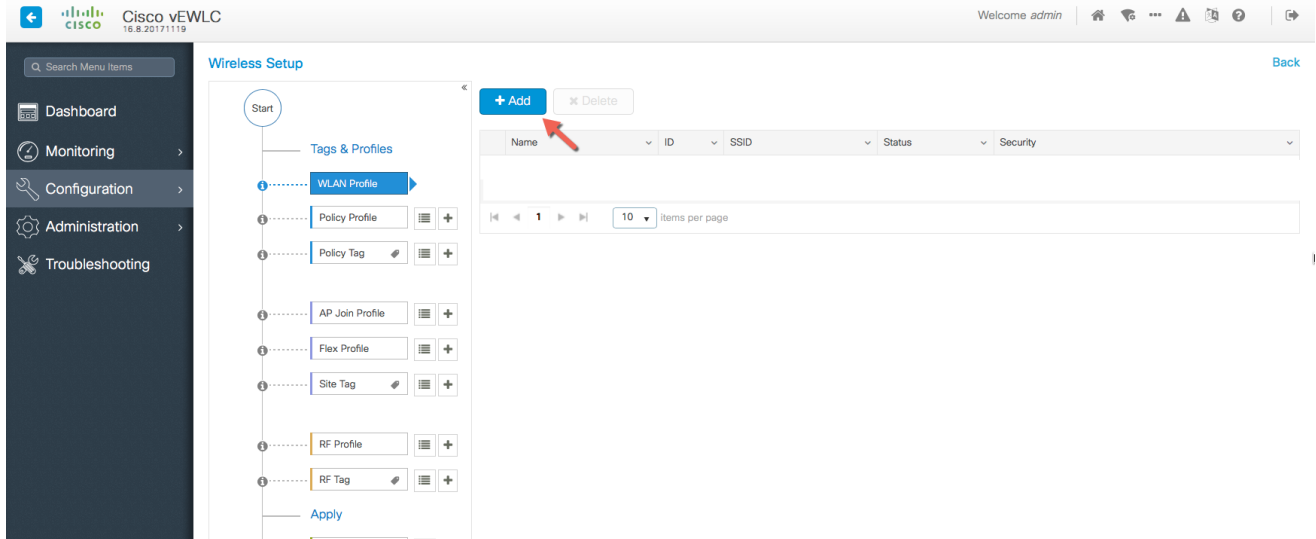 CISCO
Cisco vEWLC
16.8.20171119
Welcome admin
Search Menu Items
Dashboard
Monitoring
Configuration
Administration
Troubleshooting
Wireless Setup
Back
Start
Tags & Profiles
WLAN Profile
Policy Profile
Policy Tag
AP Join Profile
Flex Profile
Site Tag
RF Profile
RF Tag
Apply
+ Add
× Delete
Name ID SSID Status Security
1 10 items per page